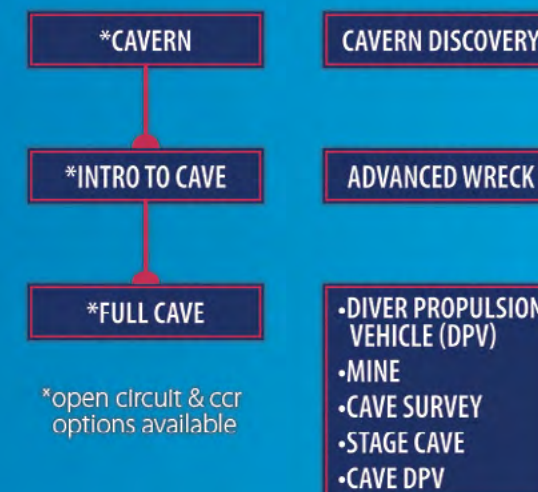 *CAVERN
CAVERN DISCOVERY
*INTRO TO CAVE
ADVANCED WRECK
*FULL CAVE
*open circuit & ccr
options available
•DIVER PROPULSION
VEHICLE (DPV)
•MINE
•CAVE SURVEY
•STAGE CAVE
•CAVE DPV